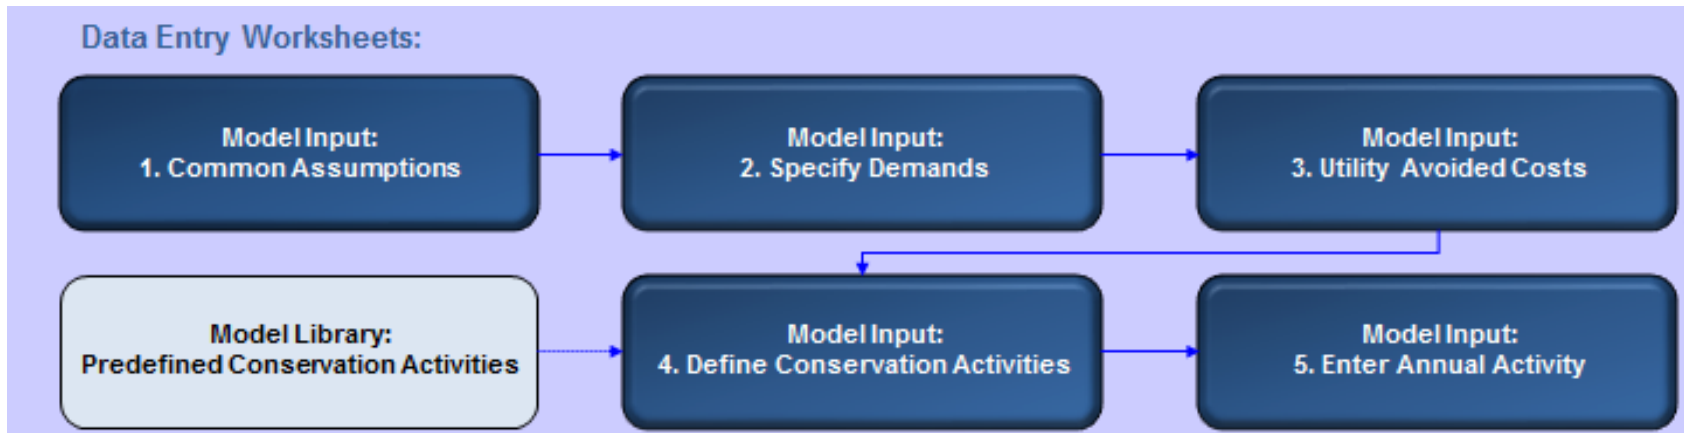 Data Entry Worksheets:
Model Input:
1. Common Assumptions
Model Input:
2. Specify Demands
Model Input:
3. Utility Avoided Costs
Model Library:
Predefined Conservation Activities
Model Input:
4. Define Conservation Activities
Model Input:
5. Enter Annual Activity